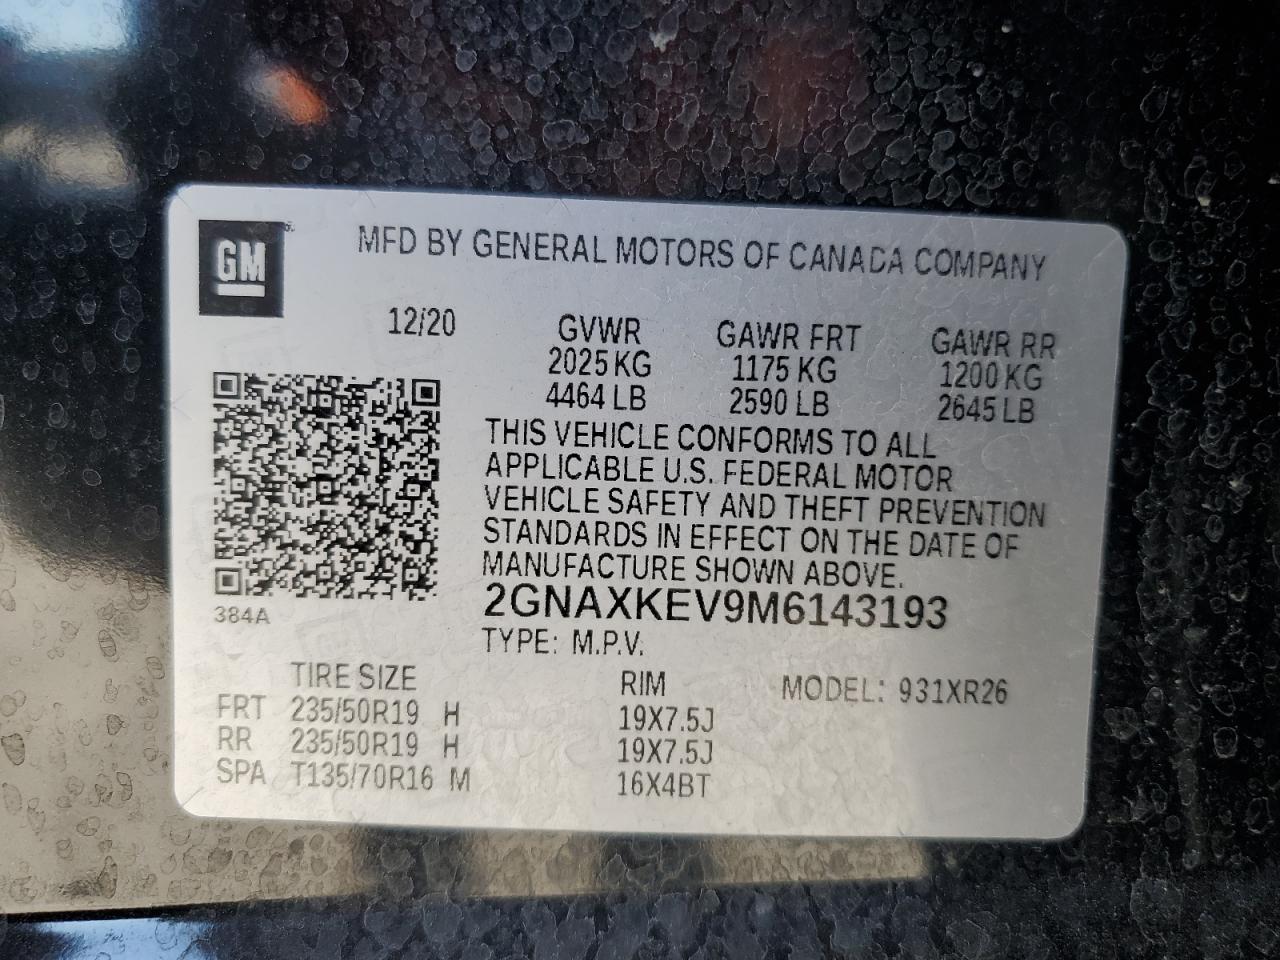 GM
MFD BY GENERAL MOTORS OF CANADA COMPANY
12/20
GVWR GAWR FRT GAWR RR
2025 KG 1175 KG 1200 KG
4464 LB 2590 LB 2645 LB
THIS VEHICLE CONFORMS TO ALL
APPLICABLE U.S. FEDERAL MOTOR
VEHICLE SAFETY AND THEFT PREVENTION
STANDARDS IN EFFECT ON THE DATE OF
MANUFACTURE SHOWN ABOVE.
384A
2GNAXKEV9M6143193
TYPE: M.P.V.
TIRE SIZE RIM MODEL: 931XR26
FRT 235/50R19 H 19X7.5J
RR 235/50R19 H 19X7.5J
SPA T135/70R16 M 16X4BT